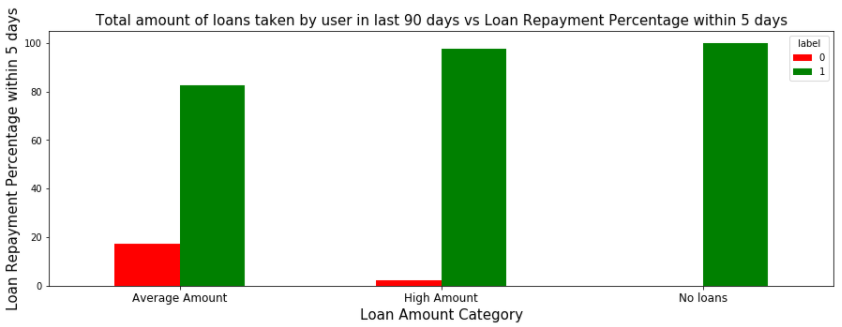 Total amount of loans taken by user in last 90 days vs Loan Repayment Percentage within 5 days
Loan Repayment Percentage within 5 days
100
80
60
40
20
0
label
0
1
Average Amount
High Amount
No loans
Loan Amount Category